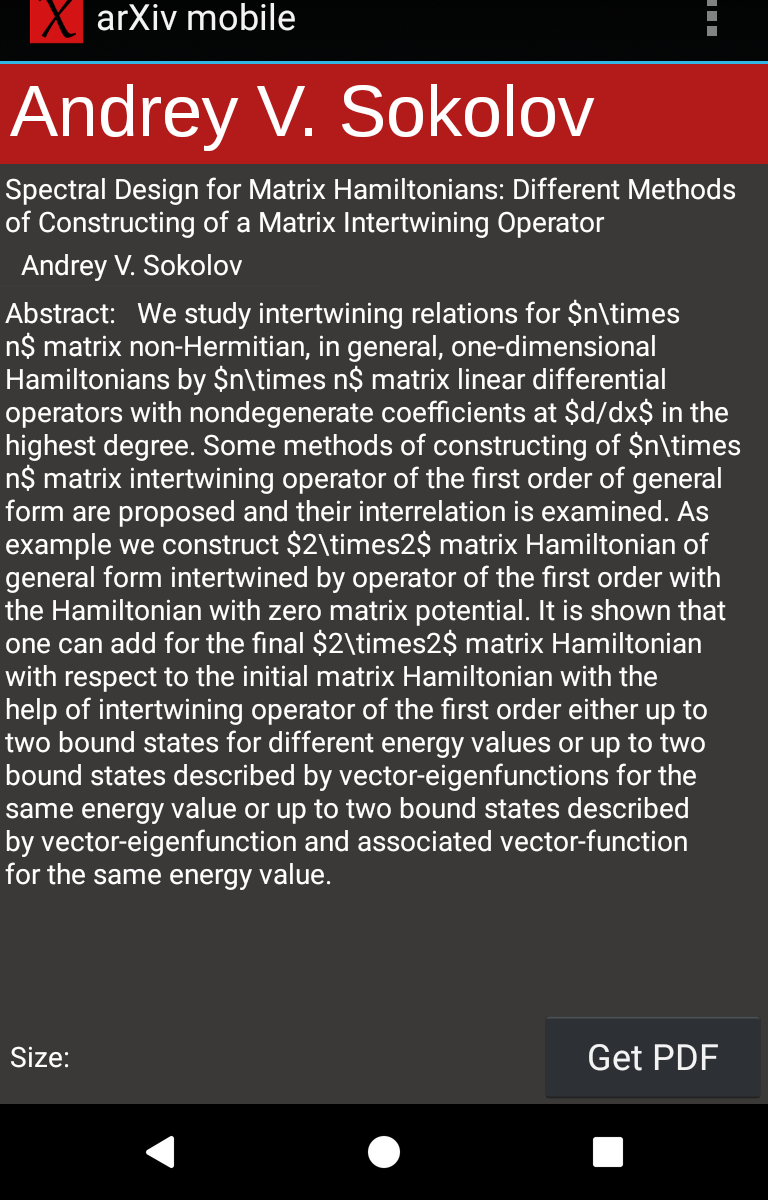 X arXiv mobile
Andrey V. Sokolov
Spectral Design for Matrix Hamiltonians: Different Methods
of Constructing of a Matrix Intertwining Operator
Andrey V. Sokolov
Abstract:   We study intertwining relations for $n\times
n$ matrix non-Hermitian, in general, one-dimensional
Hamiltonians by $n\times n$ matrix linear differential
operators with nondegenerate coefficients at $d/dx$ in the
highest degree. Some methods of constructing of $n\times
n$ matrix intertwining operator of the first order of general
form are proposed and their interrelation is examined. As
example we construct $2\times2$ matrix Hamiltonian of
general form intertwined by operator of the first order with
the Hamiltonian with zero matrix potential. It is shown that
one can add for the final $2\times2$ matrix Hamiltonian
with respect to the initial matrix Hamiltonian with the
help of intertwining operator of the first order either up to
two bound states for different energy values or up to two
bound states described by vector-eigenfunctions for the
same energy value or up to two bound states described
by vector-eigenfunction and associated vector-function
for the same energy value.
Size:
Get PDF